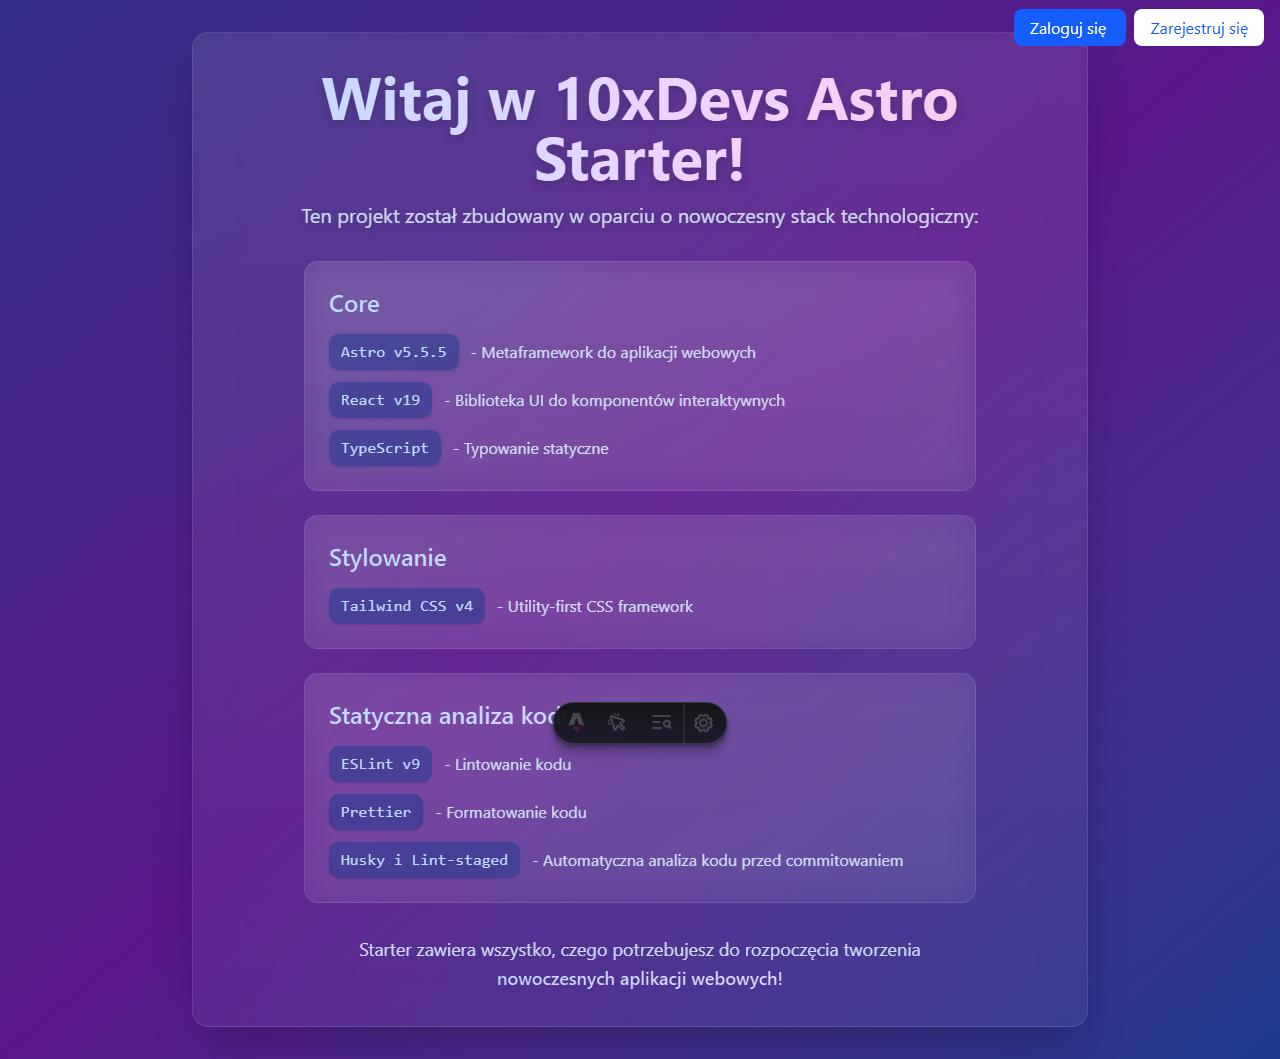 Zaloguj się
Zarejestruj się
Witaj w 10xDevs Astro
Starter!
Ten projekt został zbudowany w oparciu o nowoczesny stack technologiczny:
Core
Astro v5.5.5 - Metaframework do aplikacji webowych
React v19 - Biblioteka UI do komponentów interaktywnych
TypeScript - Typowanie statyczne
Stylowanie
Tailwind CSS v4 - Utility-first CSS framework
Statyczna analiza
ESLint v9 - Lintowanie kodu
Prettier - Formatowanie kodu
Husky i Lint-staged - Automatyczna analiza kodu przed commitowaniem
Starter zawiera wszystko, czego potrzebujesz do rozpoczęcia tworzenia
nowoczesnych aplikacji webowych!